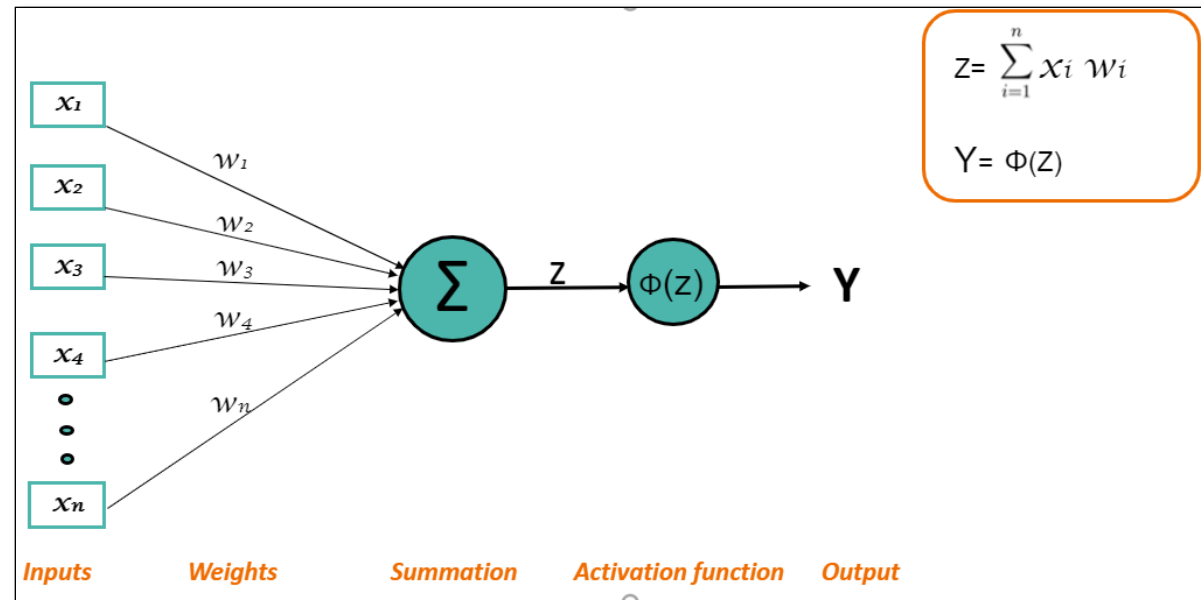 x1
x2
x3
x4
xn
w1
w2
w3
w4
wn
Σ
Z
Φ(z)
Y
Z= n∑i=1 xi wi
Y= Φ(Z)
Inputs Weights Summation Activation function Output